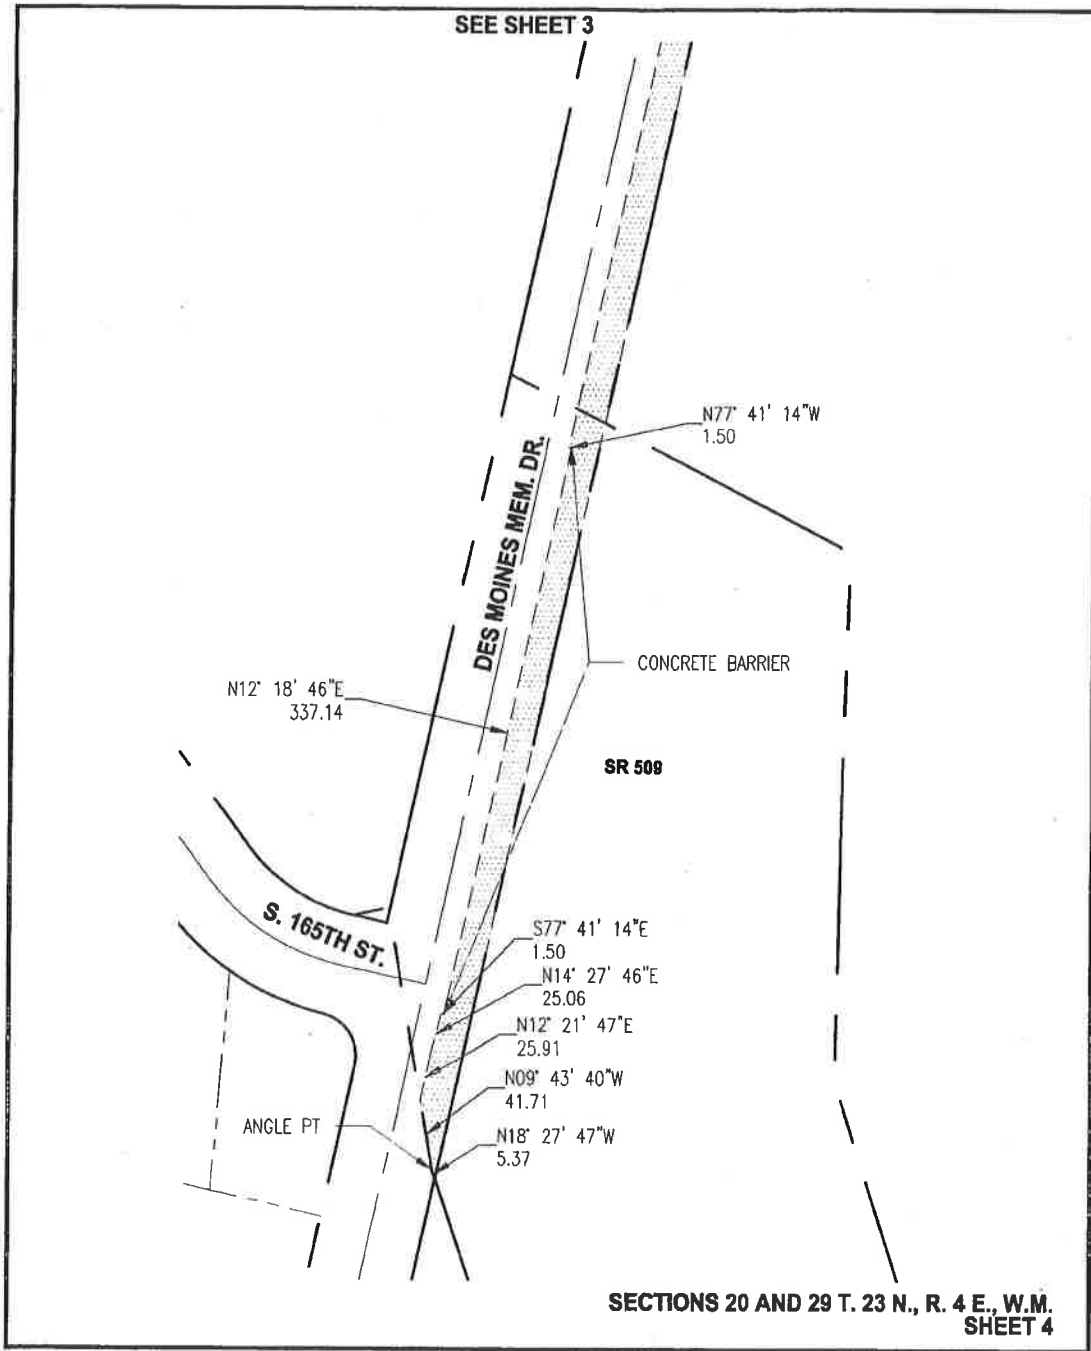 SEE SHEET 3
N77° 41' 14"W
1.50
DES MOINES MEM. DR.
CONCRETE BARRIER
N12° 18' 46"E
337.14
SR 509
S. 165TH ST.
S77° 41' 14"E
1.50
N14° 27' 46"E
25.06
N12° 21' 47"E
25.91
N09° 43' 40"W
41.71
ANGLE PT
N18° 27' 47"W
5.37
SECTIONS 20 AND 29 T. 23 N., R. 4 E., W.M.
SHEET 4